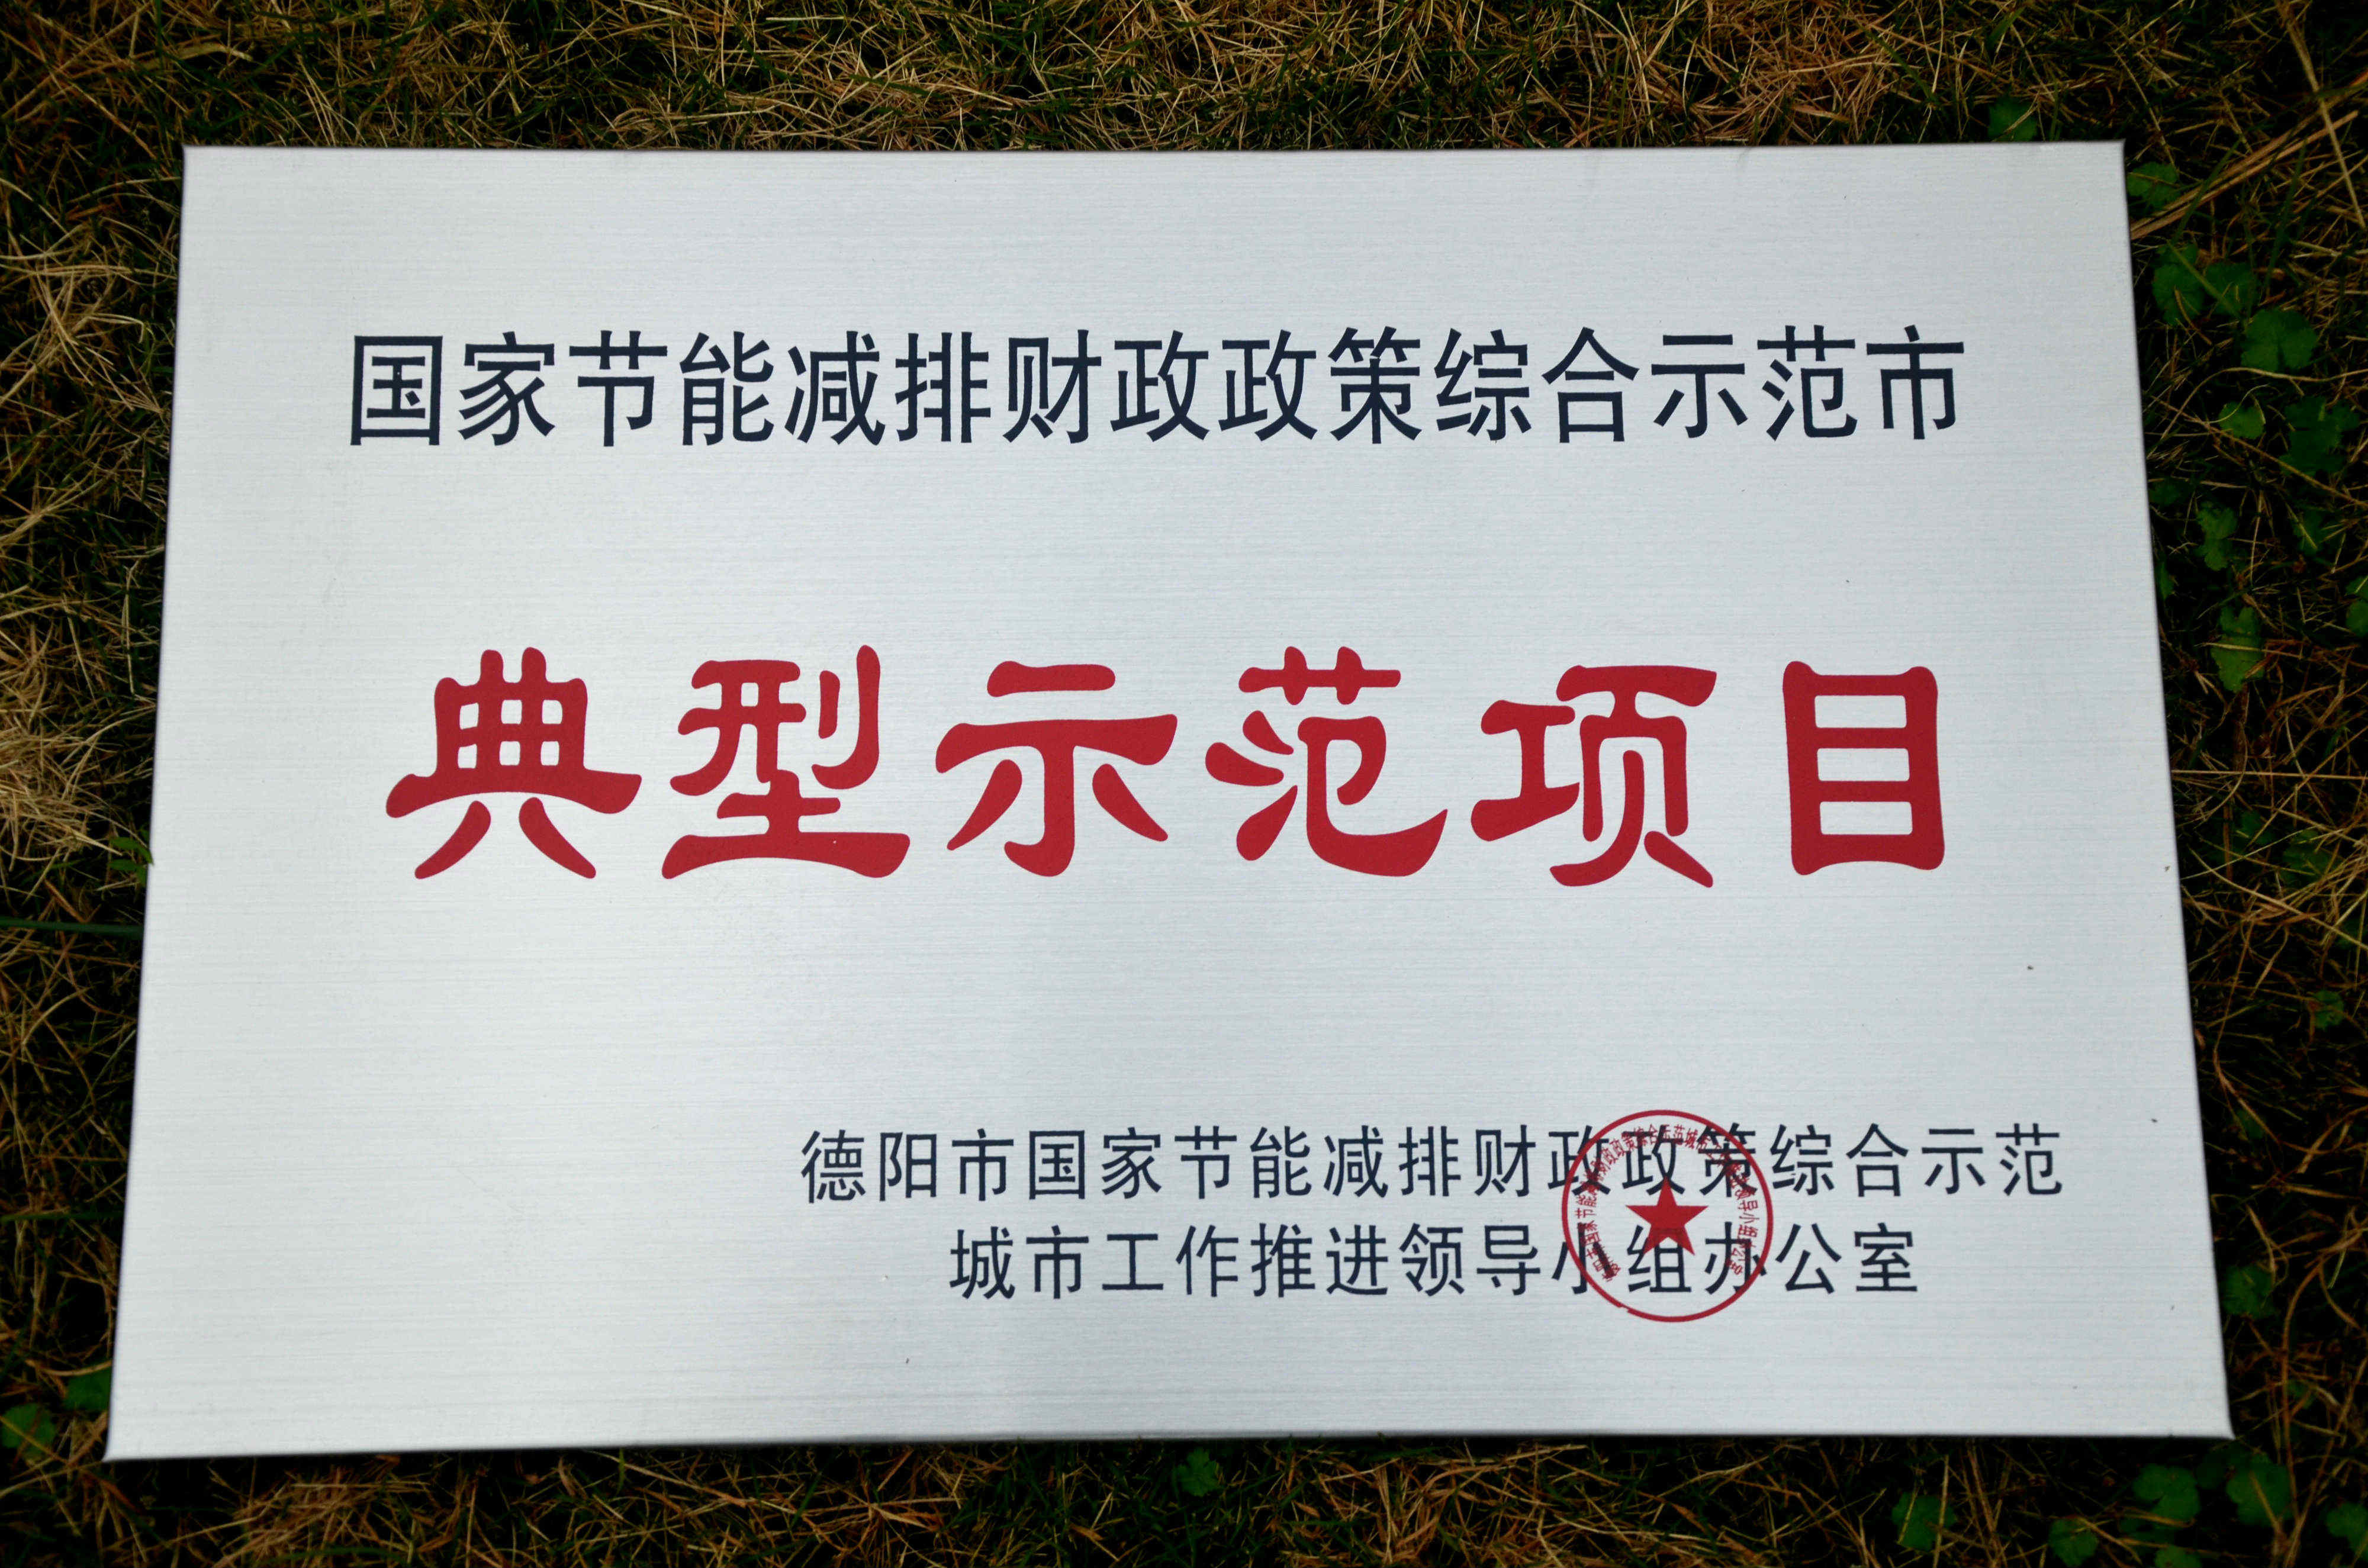 国家节能减排财政政策综合示范市
典型示范项目
德阳市国家节能减排财政政策综合示范
城市工作推进领导小组办公室